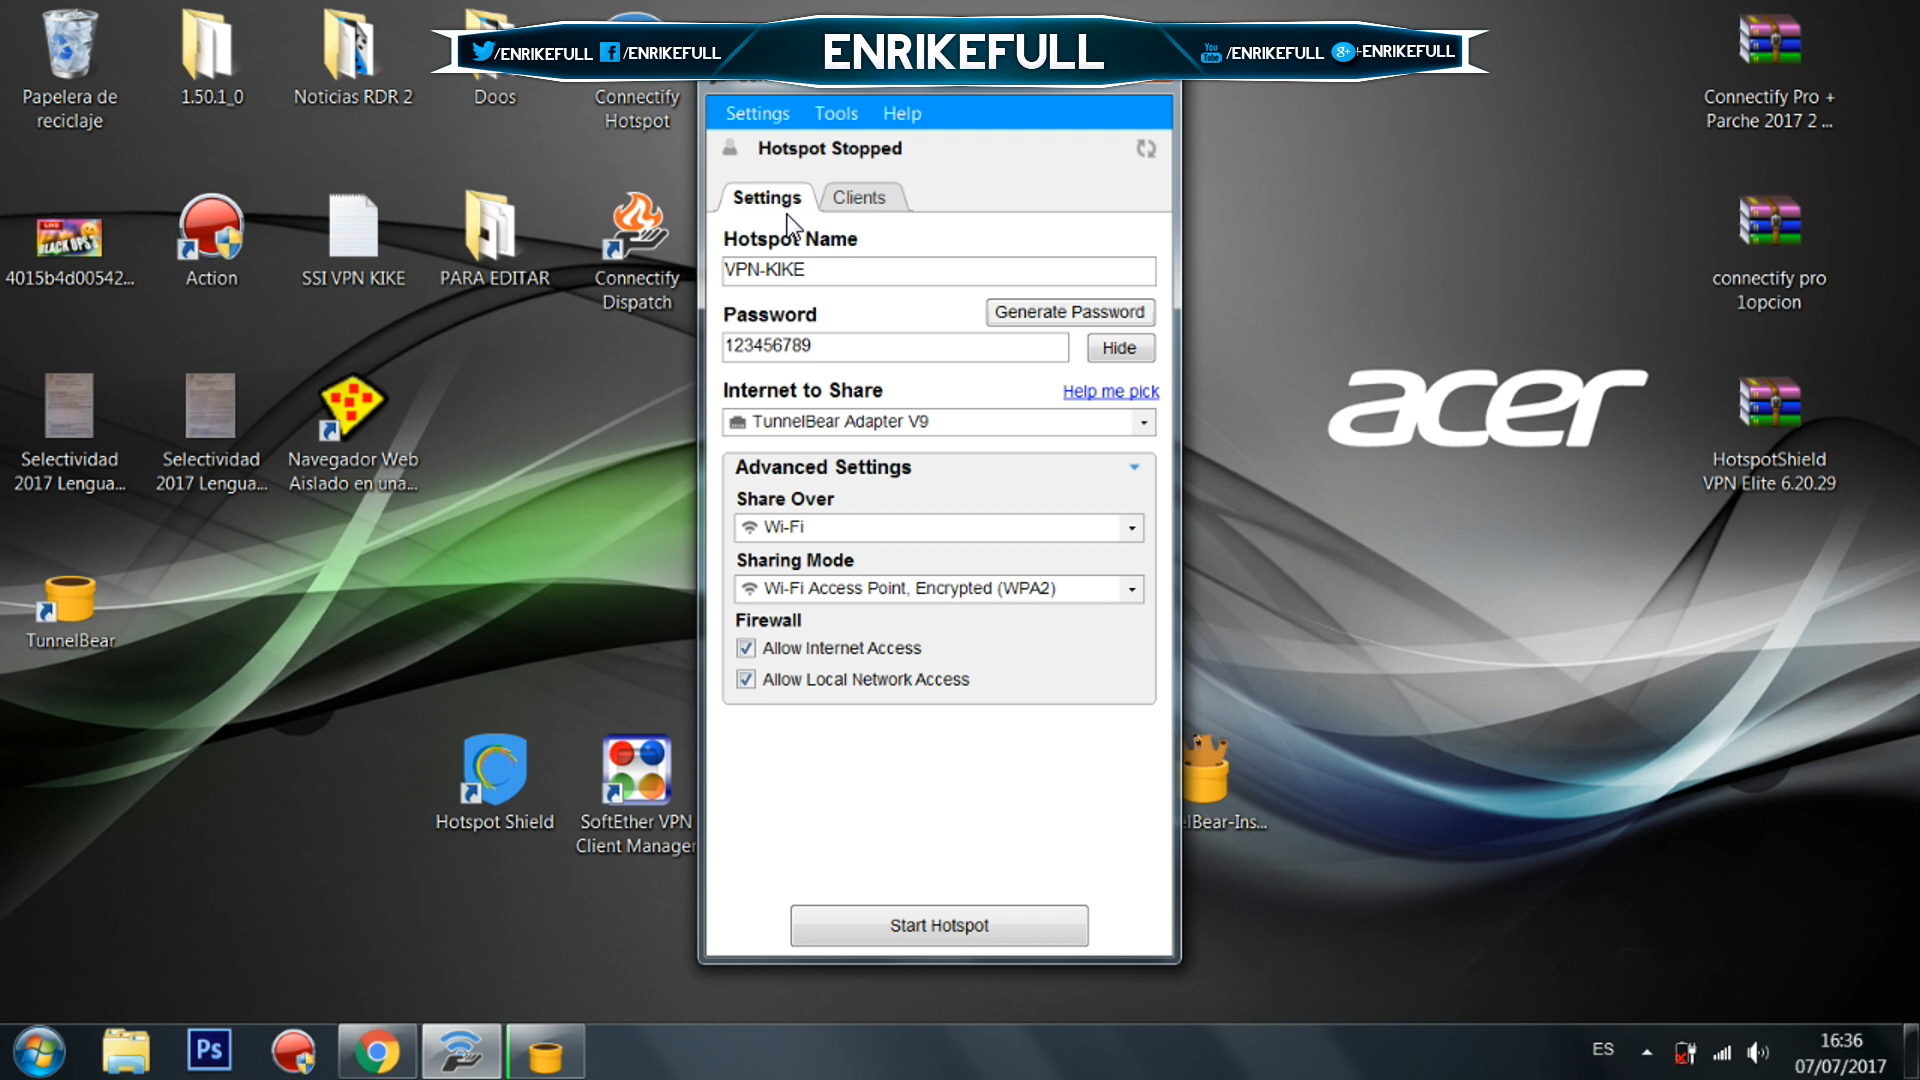 /ENRIKEFULL
/ENRIKEFULL
ENRIKEFULL
You Tube
/ENRIKEFULL
g+
+ENRIKEFULL
Papelera de
reciclaje
1.50.1_0
Noticias RDR 2
Doos
Connectify
Hotspot
4015b4d00542...
Action
SSI VPN KIKE
PARA EDITAR
Connectify
Dispatch
Selectividad
2017 Lengua...
Selectividad
2017 Lengua...
Navegador Web
Aislado en una...
TunnelBear
Hotspot Shield
SoftEther VPN
Client Manager
Settings Tools Help
Hotspot Stopped
Settings
Clients
Hotspot Name
VPN-KIKE
Password
Generate Password
123456789
Hide
Internet to Share
Help me pick
TunnelBear Adapter V9
Advanced Settings
Share Over
Wi-Fi
Sharing Mode
Wi-Fi Access Point, Encrypted (WPA2)
Firewall
Allow Internet Access
Allow Local Network Access
Start Hotspot
Connectify Pro +
Parche 2017 2 ...
connectify pro
1opcion
acer
HotspotShield
VPN Elite 6.20.29
elBear-Ins...
Ps
ES
16:36
07/07/2017